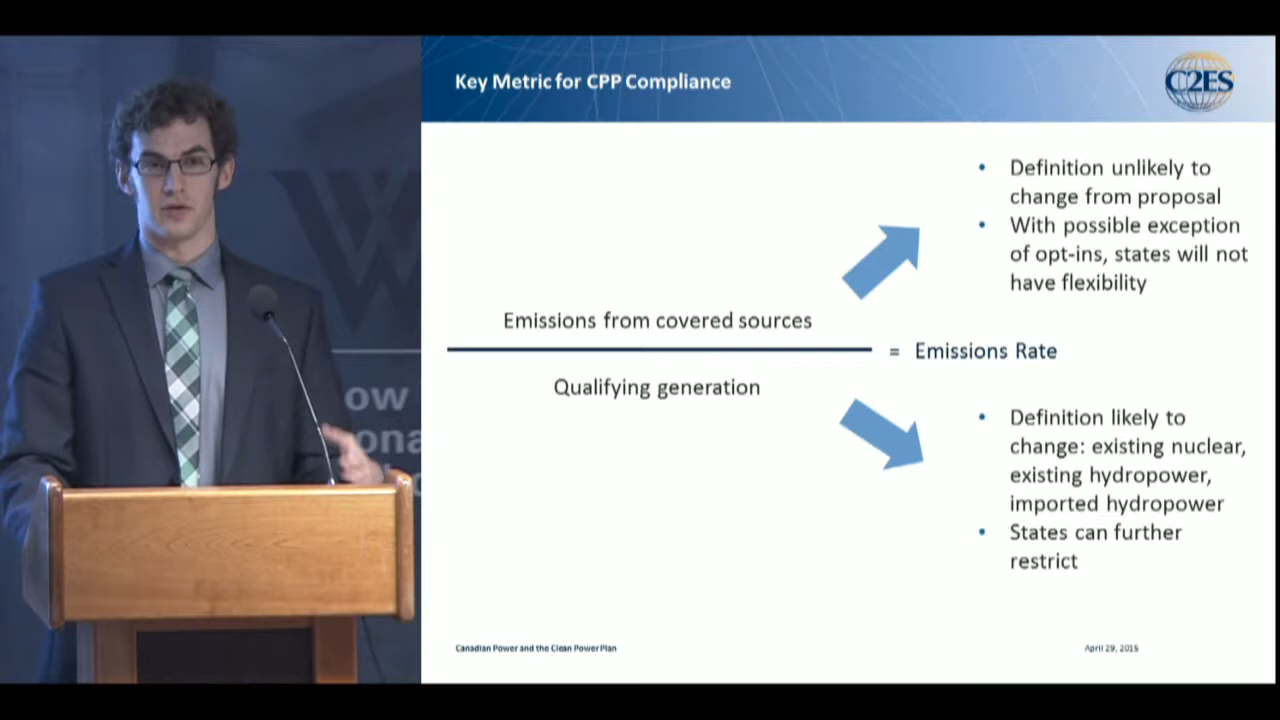 Key Metric for CPP Compliance
C2ES
• Definition unlikely to
change from proposal
• With possible exception
of opt-ins, states will not
have flexibility
Emissions from covered sources
= Emissions Rate
Qualifying generation
• Definition likely to
change: existing nuclear,
existing hydropower,
imported hydropower
• States can further
restrict
Canadian Power and the Clean Power Plan
April 29, 2015
W
ow
ona